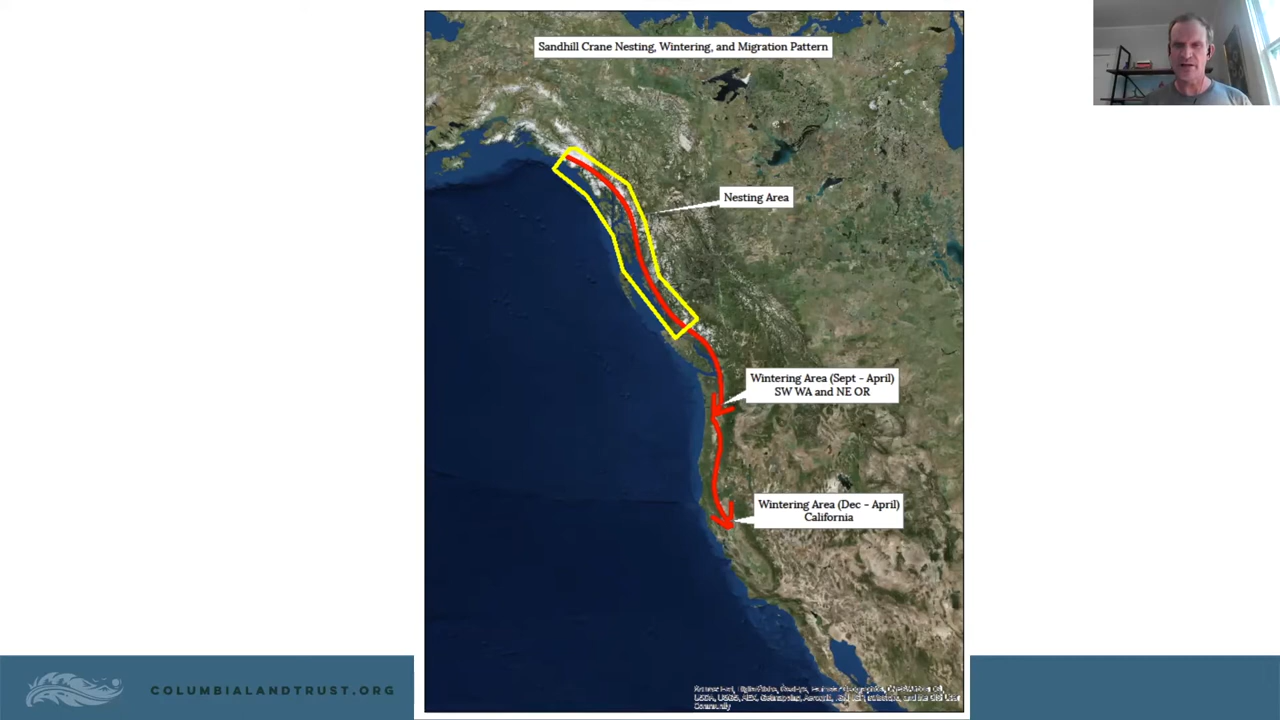 Sandhill Crane Nesting, Wintering, and Migration Pattern
Nesting Area
Wintering Area (Sept - April)
SW WA and NE OR
Wintering Area (Dec - April)
California
COLUMBIALANDTRUST.ORG
Community